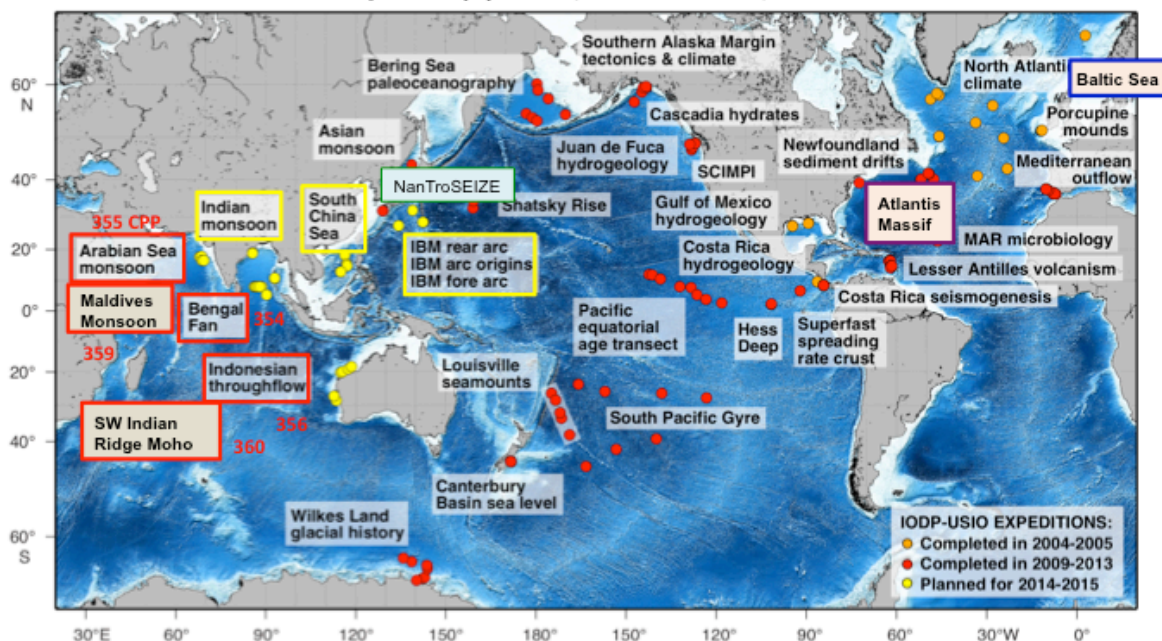 Bering Sea
paleoceanography
Southern Alaska Margin
tectonics & climate
North Atlantic
climate
Baltic Sea
60°
N
Asian
monsoon
Cascadia hydrates
Porcupine
mounds
Juan de Fuca
hydrogeology
Newfoundland
sediment drifts
SCIMPI
Mediterranean
outflow
40°
NanTroSEIZE
Shatsky Rise
Indian
monsoon
South
China
Sea
Gulf of Mexico
hydrogeology
Atlantis
Massif
355 CPP
20°
Arabian Sea
monsoon
IBM rear arc
IBM arc origins
IBM fore arc
Costa Rica
hydrogeology
MAR microbiology
Lesser Antilles volcanism
Maldives
Monsoon
Bengal
Fan
354
Costa Rica seismogenesis
0°
Pacific
equatorial
age transect
Hess
Deep
Superfast
spreading
rate crust
359
Indonesian
throughflow
Louisville
seamounts
20°
SW Indian
Ridge Moho
356
South Pacific Gyre
360
40°
Canterbury
Basin sea level
Wilkes Land
glacial history
IODP-USIO EXPEDITIONS:
Completed in 2004-2005
Completed in 2009-2013
Planned for 2014-2015
60°
S
30°E
60°
90°
120°
150°
180°
150°
120°
90°
60°
30°W
0°